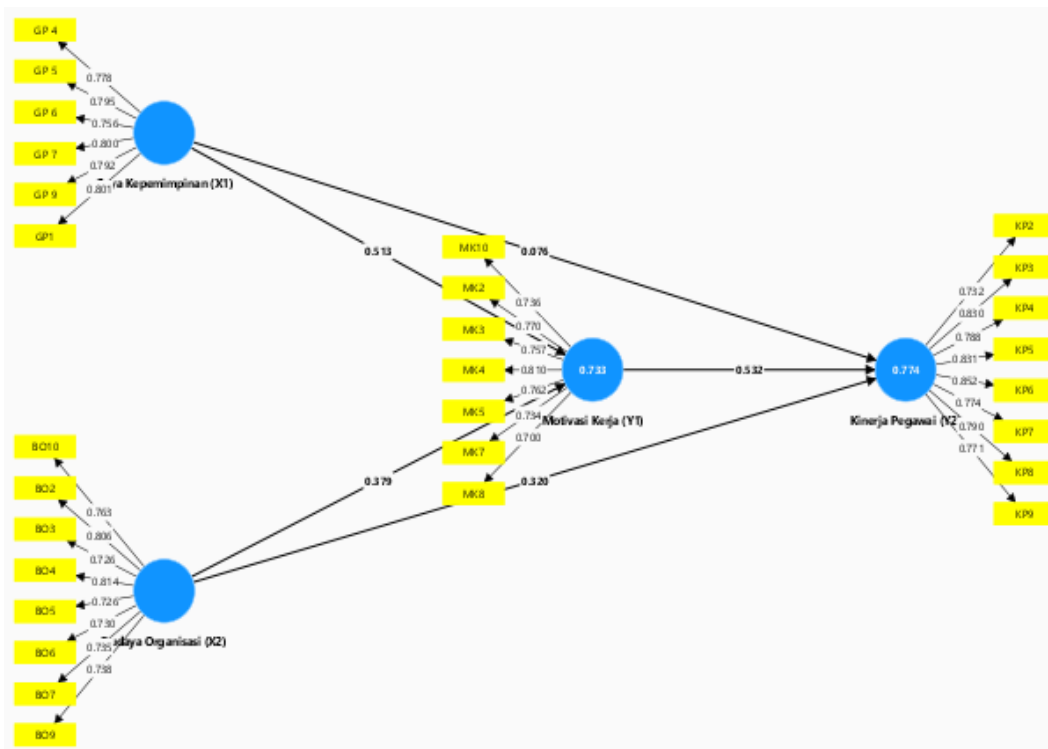 GP 4
GP 5
GP 6
GP 7
GP 9
GP1
0.778
0.795
0.756
0.800
0.792
0.801
Kepemimpinan (X1)
0.513
0.076
MK10
MK2
MK3
MK4
MK5
MK7
MK8
0.736
0.770
0.757
0.810
0.762
0.734
0.700
0.733
Motivasi Kerja (Y1)
0.532
0.774
Kinerja Pegawai (Y2
KP2
KP3
KP4
KP5
KP6
KP7
KP8
KP9
0.732
0.830
0.788
0.831
0.852
0.774
0.790
0.771
0.379
0.320
BO10
BO2
BO3
BO4
BO5
BO6
BO7
BO9
0.763
0.806
0.726
0.814
0.726
0.730
0.735
0.738
Organisasi (X2)